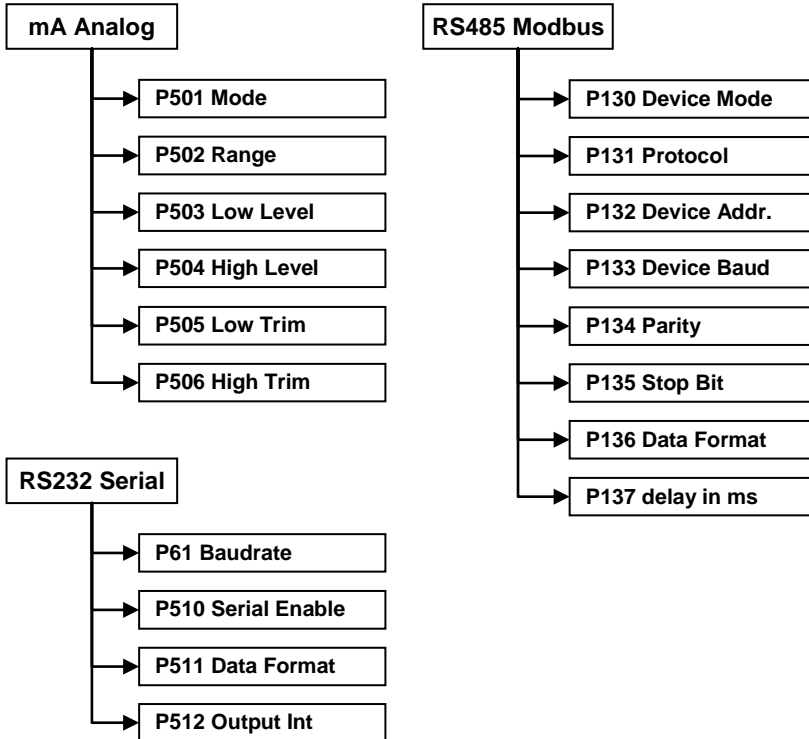 mA Analog
P501 Mode
P502 Range
P503 Low Level
P504 High Level
P505 Low Trim
P506 High Trim
RS232 Serial
P61 Baudrate
P510 Serial Enable
P511 Data Format
P512 Output Int
RS485 Modbus
P130 Device Mode
P131 Protocol
P132 Device Addr.
P133 Device Baud
P134 Parity
P135 Stop Bit
P136 Data Format
P137 delay in ms